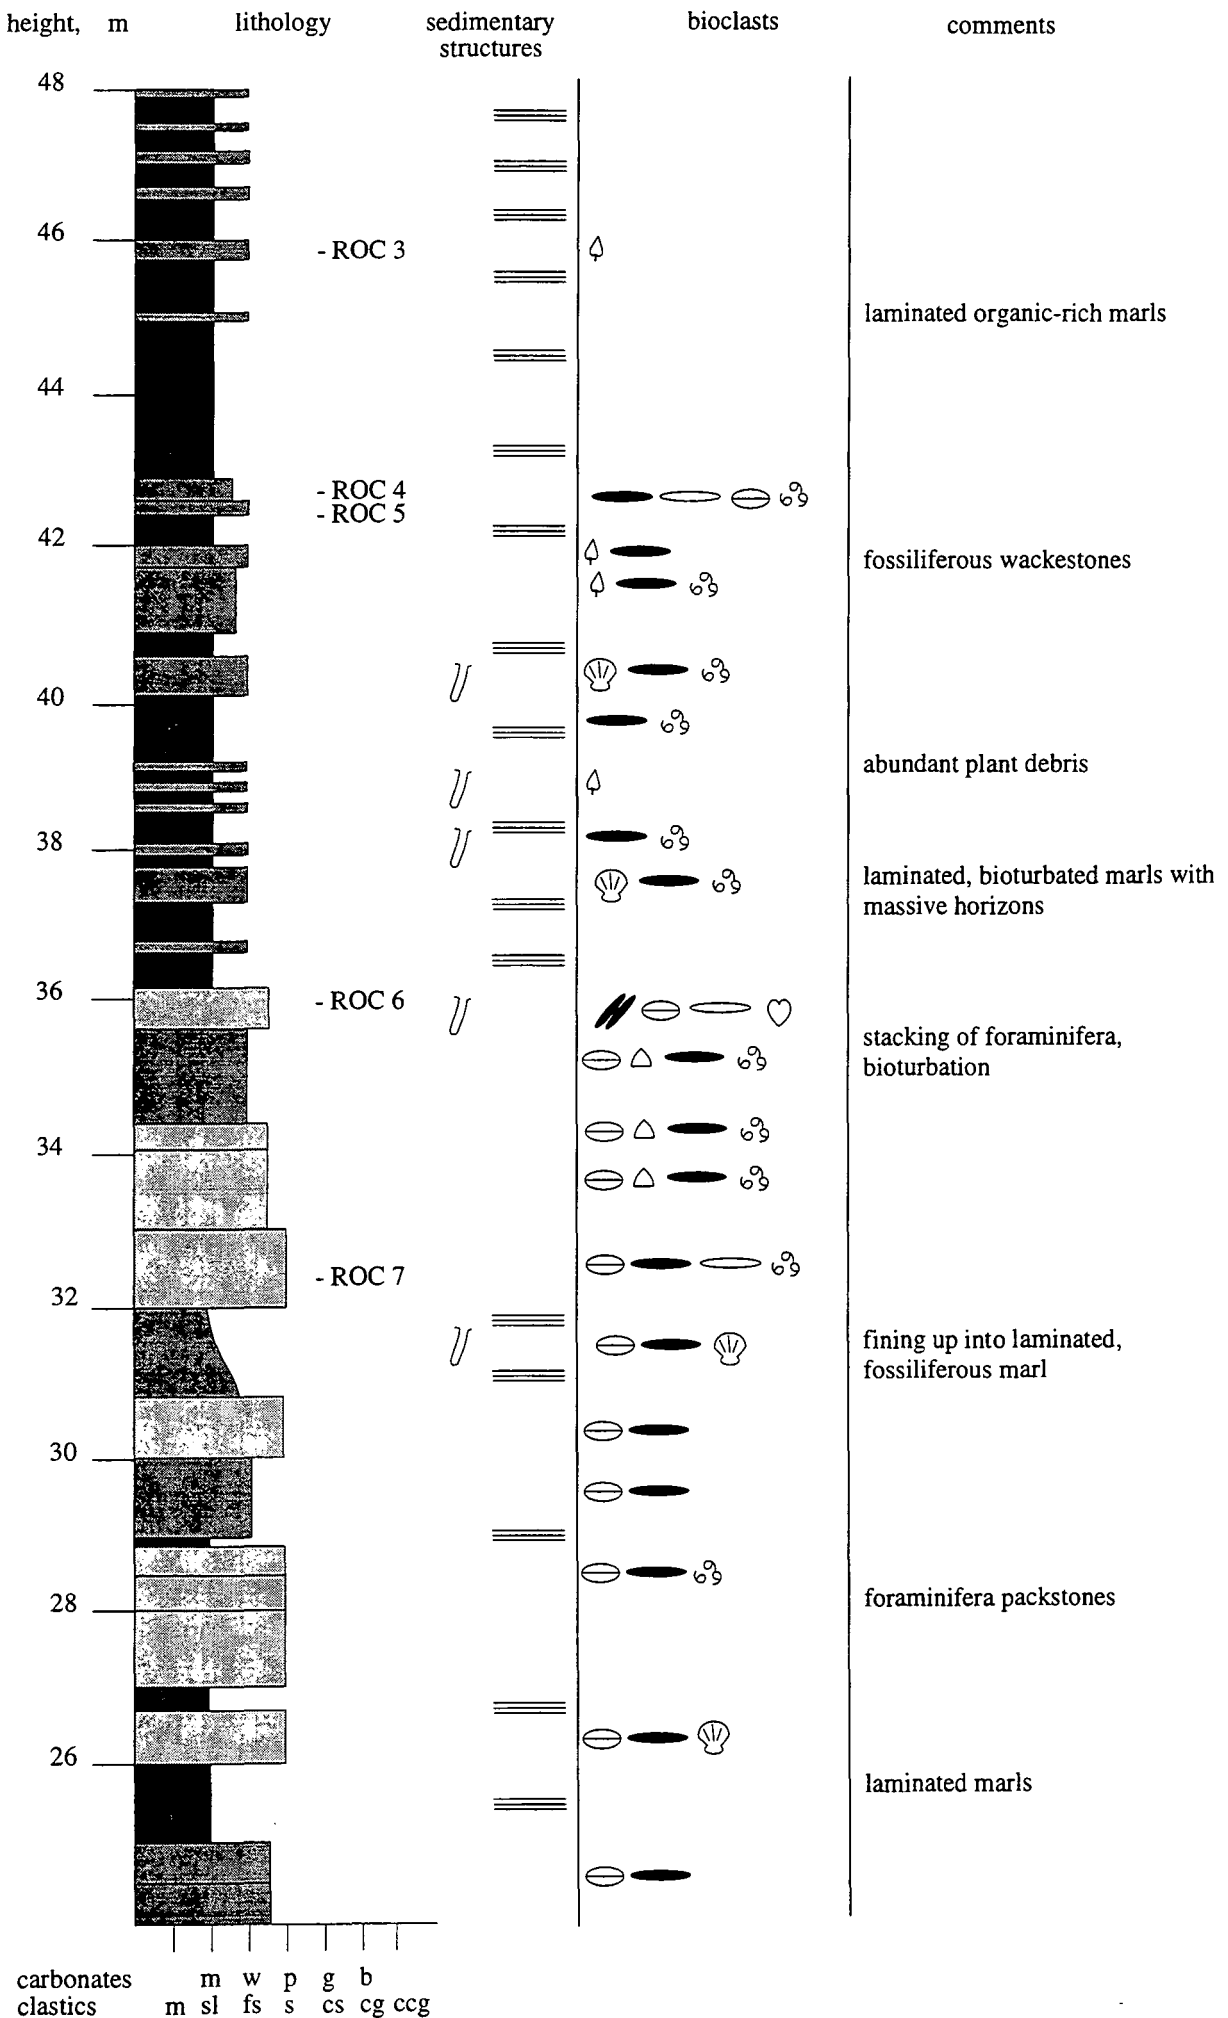 height, m lithology sedimentary structures bioclasts comments
48
46
- ROC 3
laminated organic-rich marls
44
- ROC 4
- ROC 5
42
fossiliferous wackestones
40
abundant plant debris
38
laminated, bioturbated marls with
massive horizons
36
- ROC 6
stacking of foraminifera,
bioturbation
34
- ROC 7
32
fining up into laminated,
fossiliferous marl
30
28
foraminifera packstones
26
laminated marls
carbonates m w p g b
clastics m sl fs s cs cg ccg